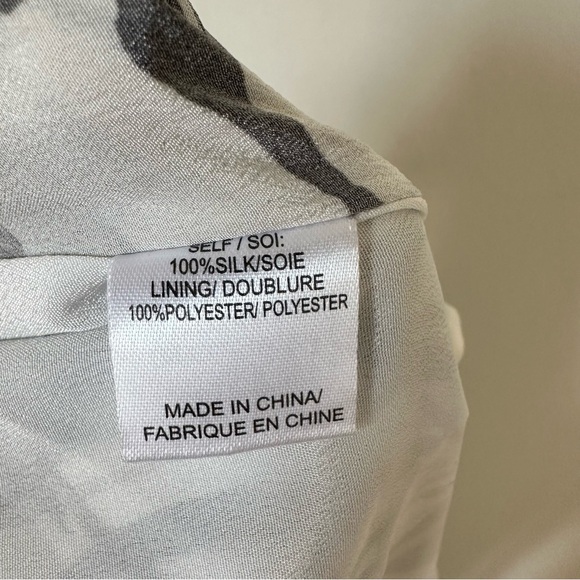 SELF / SOI:
100%SILK/SOIE
LINING/ DOUBLURE
100%POLYESTER/ POLYESTER
MADE IN CHINA/
FABRIQUE EN CHINE